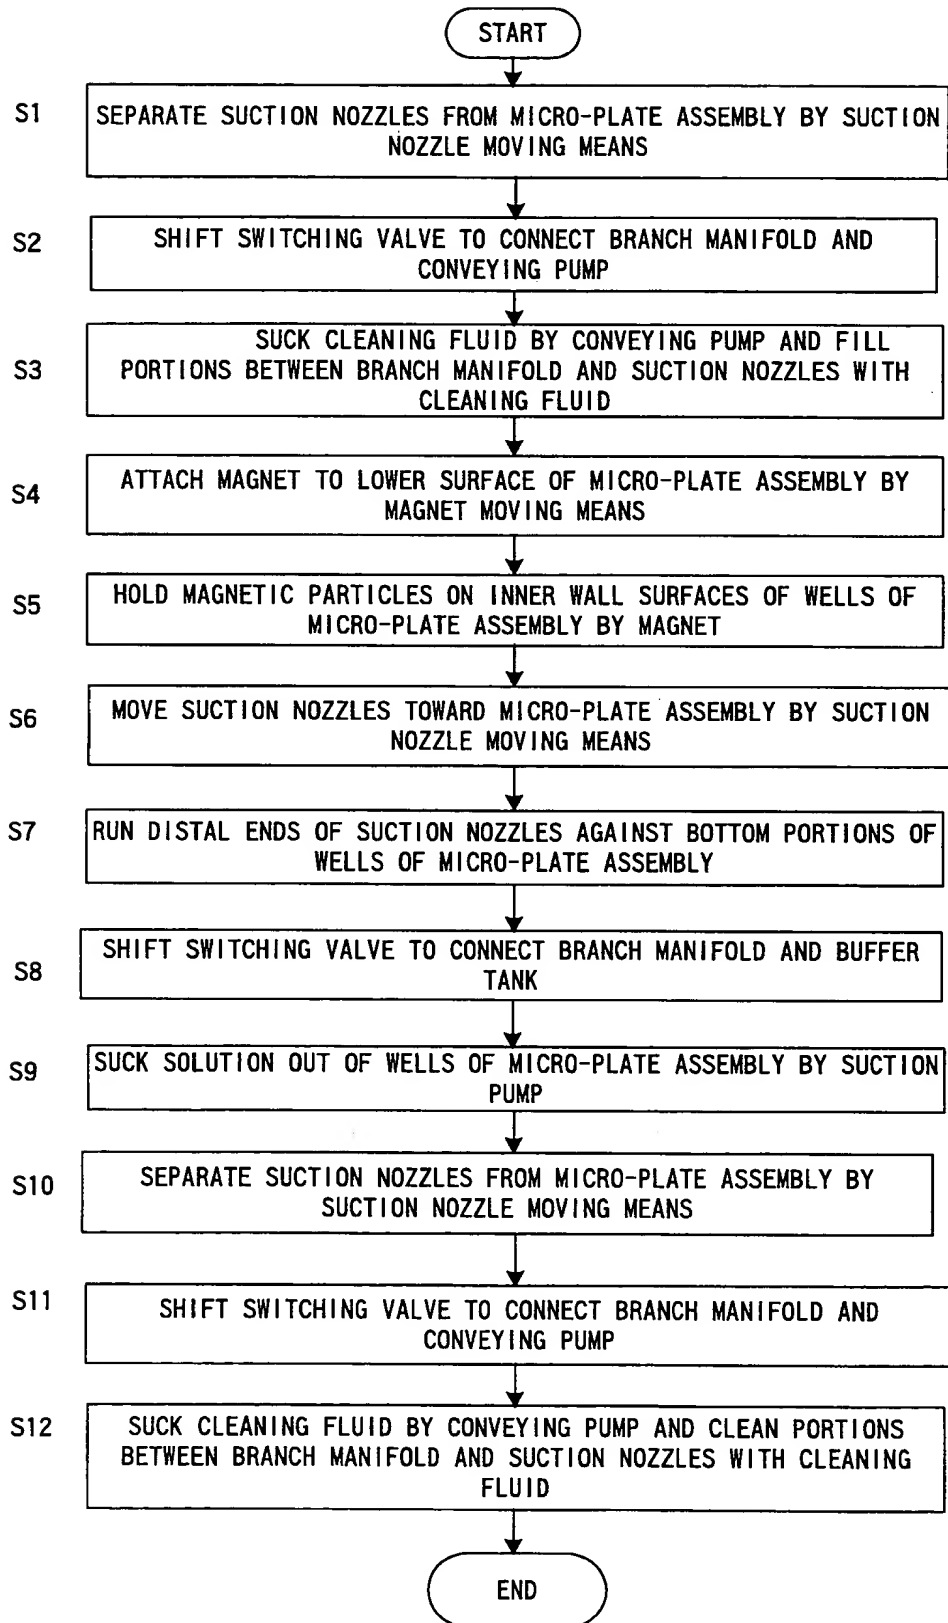 START
S1
SEPARATE SUCTION NOZZLES FROM MICRO-PLATE ASSEMBLY BY SUCTION
NOZZLE MOVING MEANS
S2
SHIFT SWITCHING VALVE TO CONNECT BRANCH MANIFOLD AND
CONVEYING PUMP
S3
SUCK CLEANING FLUID BY CONVEYING PUMP AND FILL
PORTIONS BETWEEN BRANCH MANIFOLD AND SUCTION NOZZLES WITH
CLEANING FLUID
S4
ATTACH MAGNET TO LOWER SURFACE OF MICRO-PLATE ASSEMBLY BY
MAGNET MOVING MEANS
S5
HOLD MAGNETIC PARTICLES ON INNER WALL SURFACES OF WELLS OF
MICRO-PLATE ASSEMBLY BY MAGNET
S6
MOVE SUCTION NOZZLES TOWARD MICRO-PLATE ASSEMBLY BY SUCTION
NOZZLE MOVING MEANS
S7
RUN DISTAL ENDS OF SUCTION NOZZLES AGAINST BOTTOM PORTIONS OF
WELLS OF MICRO-PLATE ASSEMBLY
S8
SHIFT SWITCHING VALVE TO CONNECT BRANCH MANIFOLD AND BUFFER
TANK
S9
SUCK SOLUTION OUT OF WELLS OF MICRO-PLATE ASSEMBLY BY SUCTION
PUMP
S10
SEPARATE SUCTION NOZZLES FROM MICRO-PLATE ASSEMBLY BY
SUCTION NOZZLE MOVING MEANS
S11
SHIFT SWITCHING VALVE TO CONNECT BRANCH MANIFOLD AND
CONVEYING PUMP
S12
SUCK CLEANING FLUID BY CONVEYING PUMP AND CLEAN PORTIONS
BETWEEN BRANCH MANIFOLD AND SUCTION NOZZLES WITH CLEANING
FLUID
END